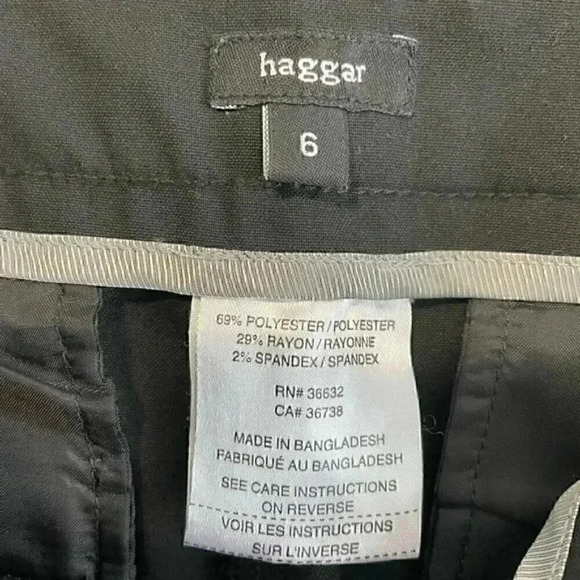 haggar
6
69% POLYESTER / POLYESTER
29% RAYON / RAYONNE
2% SPANDEX / SPANDEX
RN# 36632
CA# 36738
MADE IN BANGLADESH
FABRIQUÉ AU BANGLADESH
SEE CARE INSTRUCTIONS
ON REVERSE
VOIR LES INSTRUCTIONS
SUR L'INVERSE